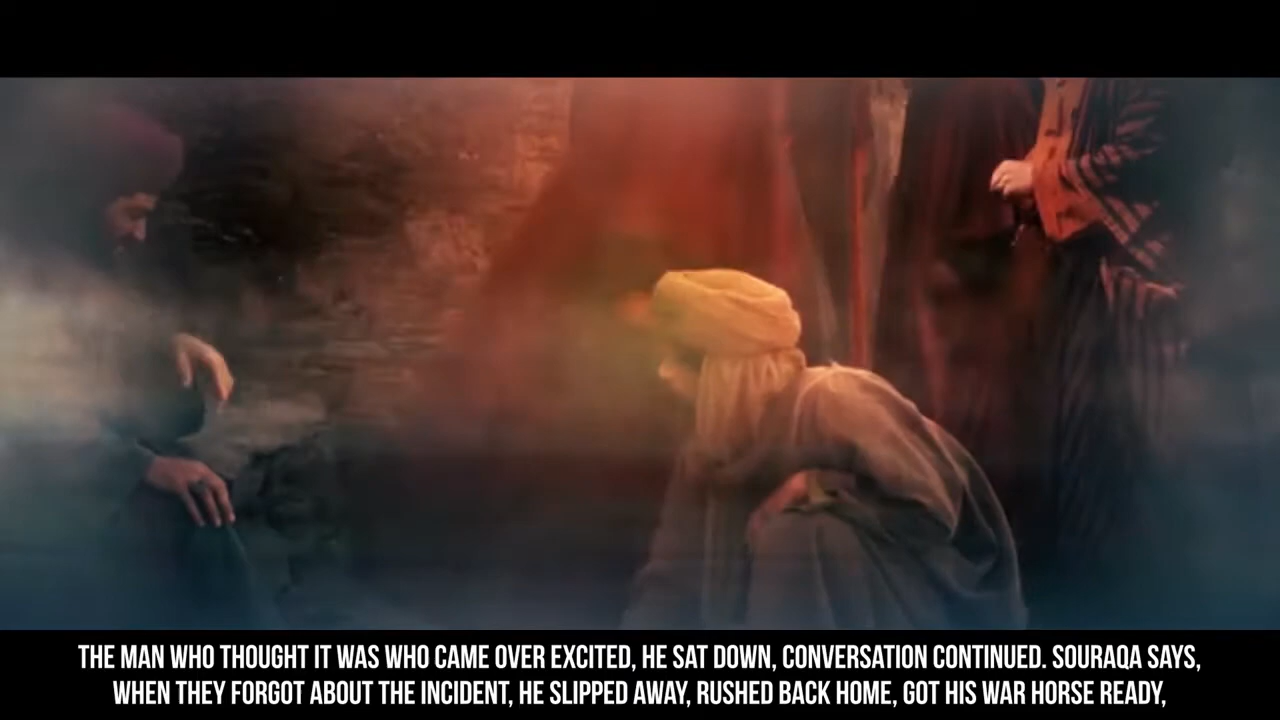 THE MAN WHO THOUGHT IT WAS WHO CAME OVER EXCITED, HE SAT DOWN, CONVERSATION CONTINUED. SOURAQA SAYS,
WHEN THEY FORGOT ABOUT THE INCIDENT, HE SLIPPED AWAY, RUSHED BACK HOME, GOT HIS WAR HORSE READY,